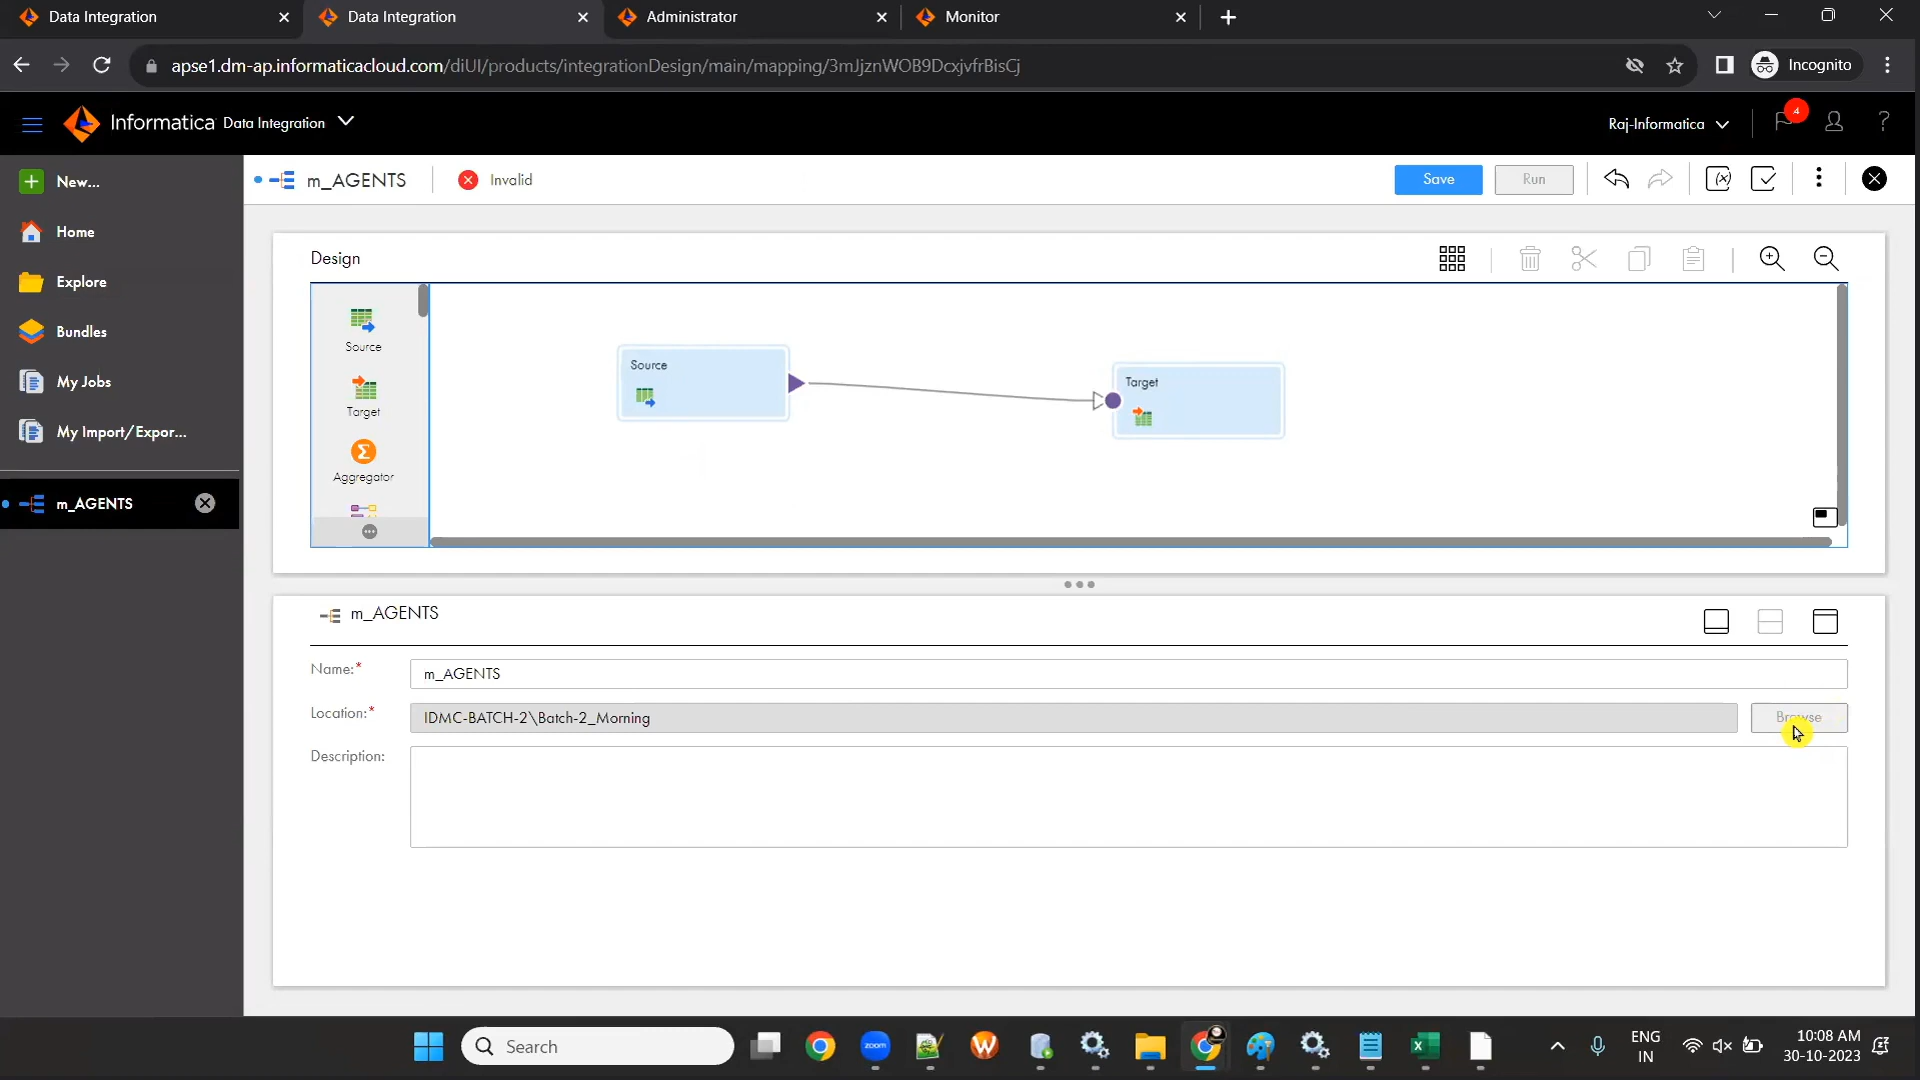 Data Integration
Data Integration
Administrator
Monitor
apse1.dm-ap.informaticacloud.com/diUI/products/integrationDesign/main/mapping/3mJjznWOB9DcxjvfrBisCj
Incognito
Informatica Data Integration
Raj-Informatica
4
?
New...
Home
Explore
Bundles
My Jobs
My Import/Expor...
m_AGENTS
m_AGENTS
Invalid
Save
Run
Design
Source
Target
Aggregator
Source
Target
m_AGENTS
Name:*
m_AGENTS
Location:*
IDMC-BATCH-2\Batch-2_Morning
Browse
Description:
Search
zoom
ENG
IN
10:08 AM
30-10-2023